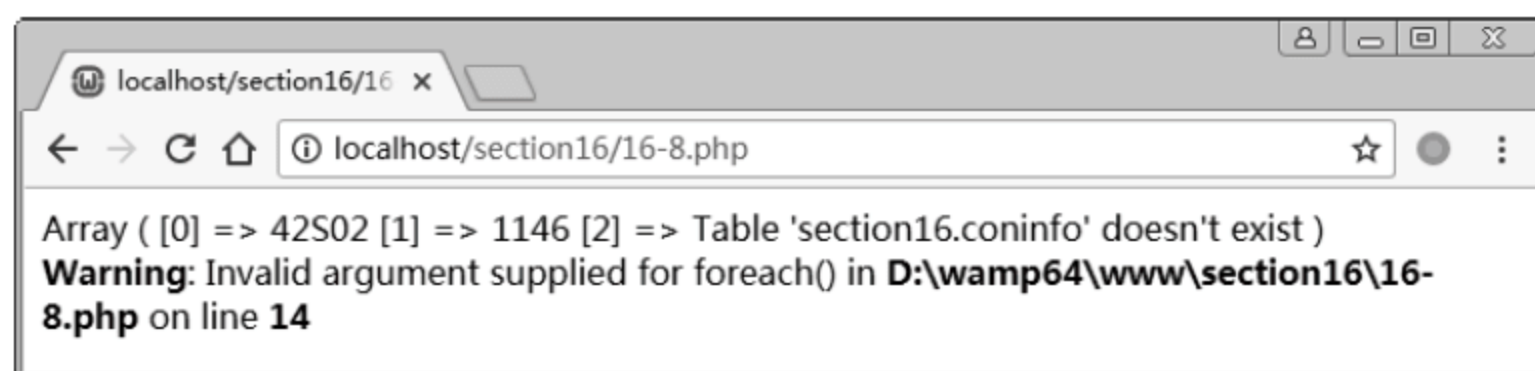 localhost/section16/16
localhost/section16/16-8.php
Array ( [0] => 42S02 [1] => 1146 [2] => Table 'section16.coninfo' doesn't exist )
Warning: Invalid argument supplied for foreach() in D:\wamp64\www\section16\16-
8.php on line 14